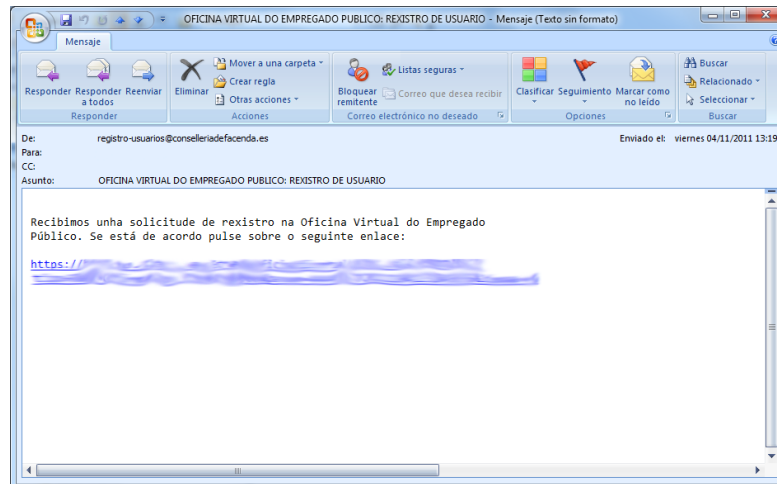 OFICINA VIRTUAL DO EMPREGADO PUBLICO: REXISTRO DE USUARIO - Mensaje (Texto sin formato)
Mensaje
Responder
Responder a todos
Reenviar
Responder
Eliminar
Mover a una carpeta
Crear regla
Otras acciones
Acciones
Bloquear remitente
Listas seguras
Correo que desea recibir
Correo electrónico no deseado
Clasificar
Seguimiento
Marcar como no leído
Opciones
Buscar
Relacionado
Seleccionar
Buscar
De: registro-usuarios@conselleriadefacenda.es Enviado el: viernes 04/11/2011 13:19
Para:
CC:
Asunto: OFICINA VIRTUAL DO EMPREGADO PUBLICO: REXISTRO DE USUARIO
Recibimos unha solicitude de rexistro na Oficina Virtual do Empregado
Público. Se está de acordo pulse sobre o seguinte enlace:
https://